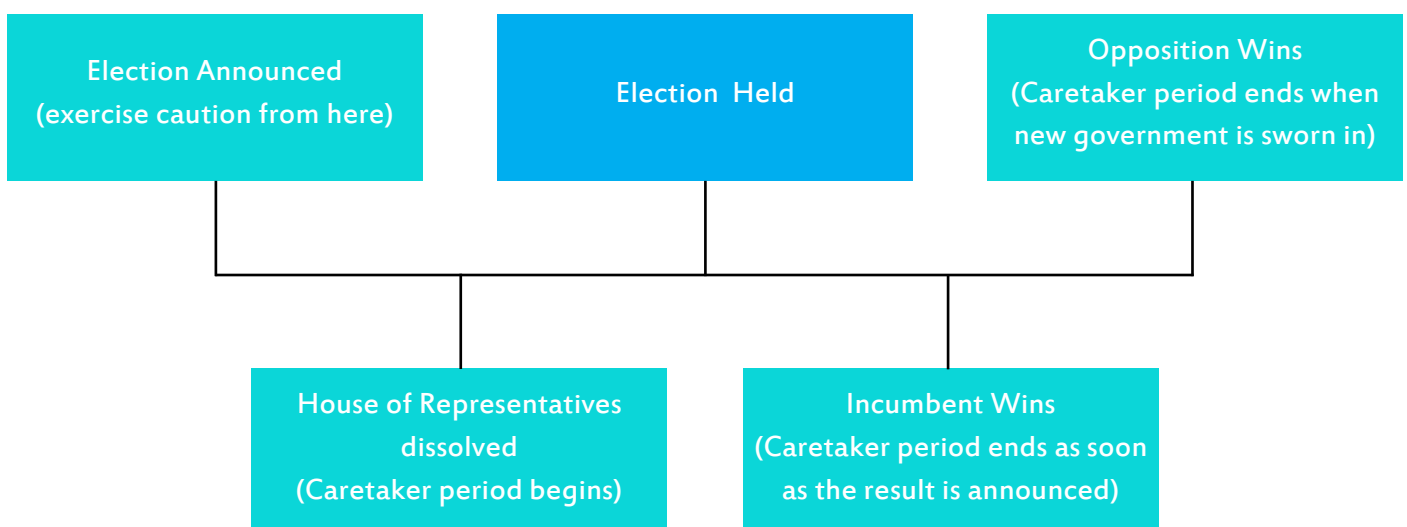 Election Announced
(exercise caution from here)
Election Held
Opposition Wins
(Caretaker period ends when
new government is sworn in)
House of Representatives
dissolved
(Caretaker period begins)
Incumbent Wins
(Caretaker period ends as soon
as the result is announced)